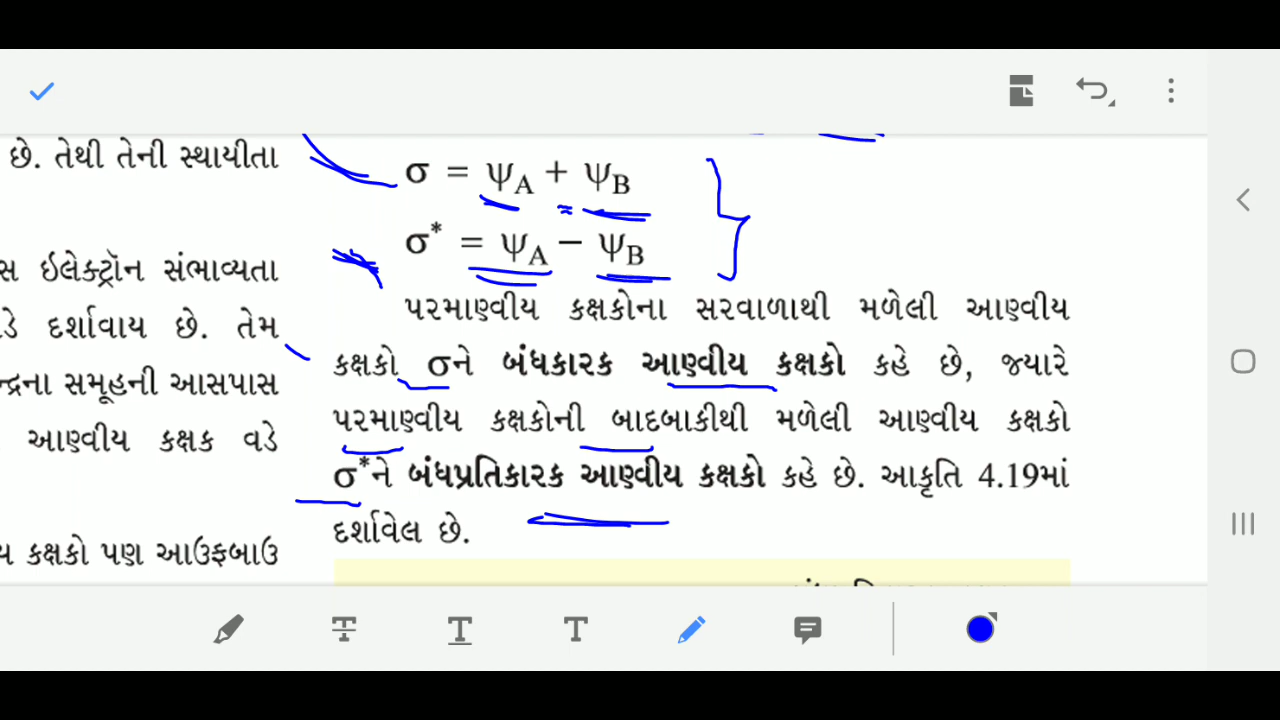 છે. તેથી તેની સ્થાયીતા
સ ઇલેક્ટ્રૉન સંભાવ્યતા
ડે દર્શાવાય છે. તેમ
ન્દ્રના સમૂહની આસપાસ
આણ્વીય કક્ષક વડે
ય કક્ષકો પણ આઉફબાઉ
σ = ψA + ψB
σ* = ψA − ψB
પરમાણ્વીય કક્ષકોના સરવાળાથી મળેલી આણ્વીય
કક્ષકો σને બંધકારક આણ્વીય કક્ષકો કહે છે, જ્યારે
પરમાણ્વીય કક્ષકોની બાદબાકીથી મળેલી આણ્વીય કક્ષકો
σ*ને બંધપ્રતિકારક આણ્વીય કક્ષકો કહે છે. આકૃતિ 4.19માં
દર્શાવેલ છે.